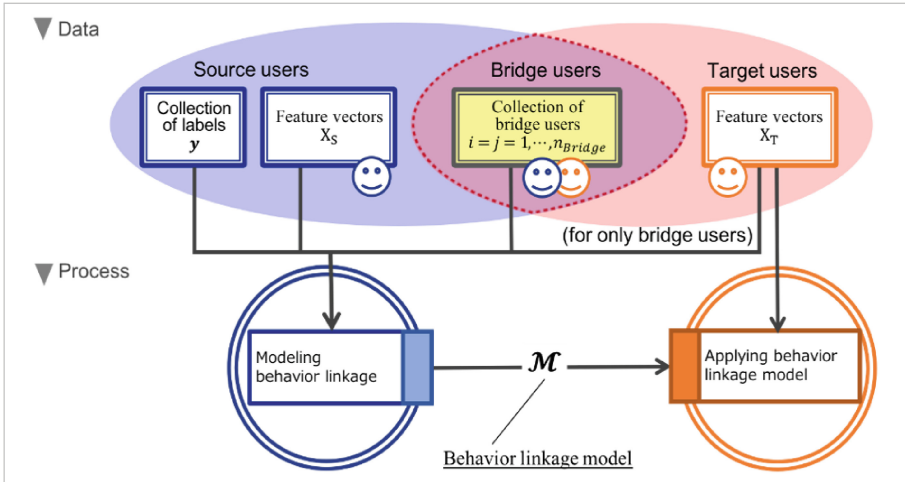 ▼ Data
Source users
Bridge users
Target users
Collection
of labels
y
Feature vectors
X_S
Collection of
bridge users
i = j = 1,⋯,n_Bridge
Feature vectors
X_T
(for only bridge users)
▼ Process
Modeling
behavior linkage
ℳ
Applying behavior
linkage model
Behavior linkage model